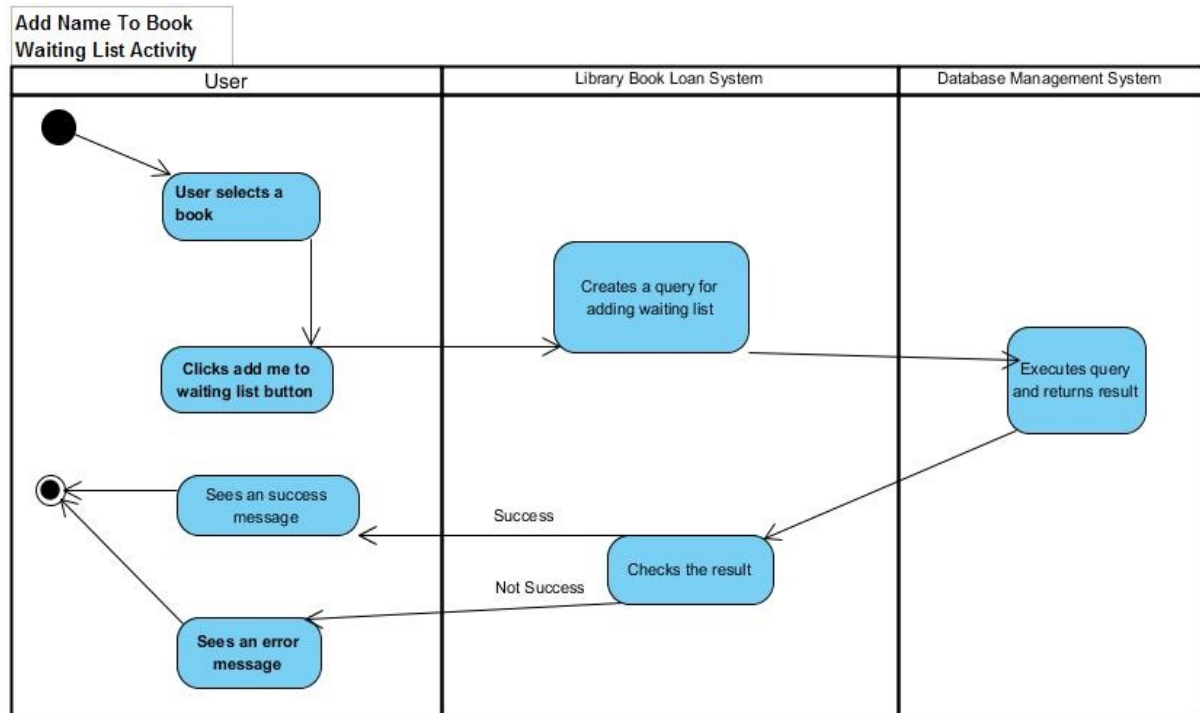 Add Name To Book
Waiting List Activity
User
Library Book Loan System
Database Management System
User selects a
book
Creates a query for
adding waiting list
Clicks add me to
waiting list button
Executes query
and returns result
Sees an success
message
Success
Checks the result
Not Success
Sees an error
message